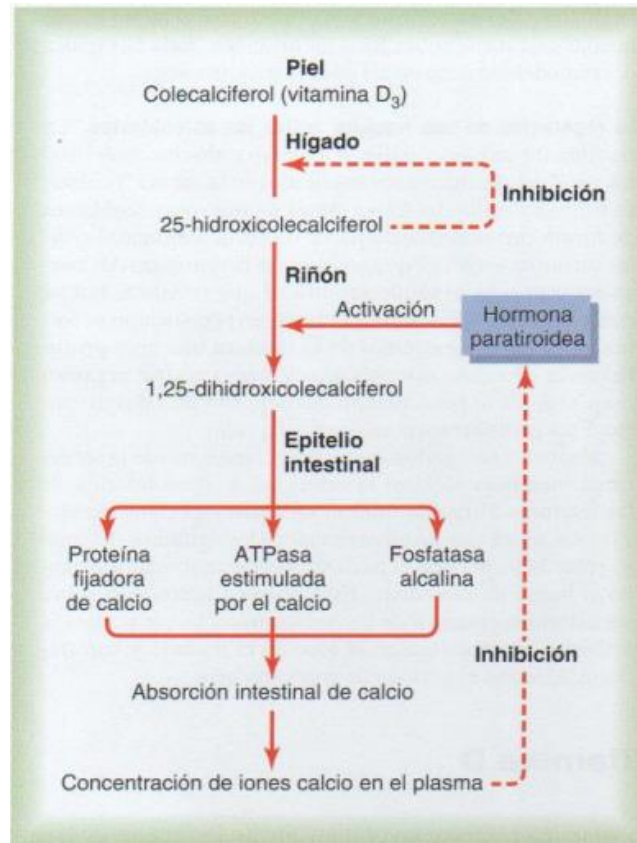 Piel
Colecalciferol (vitamina D₃)
Hígado
Inhibición
25-hidroxicolecalciferol
Riñón
Activación
Hormona
paratiroidea
1,25-dihidroxicolecalciferol
Epitelio
intestinal
Proteína
fijadora
de calcio
ATPasa
estimulada
por el calcio
Fosfatasa
alcalina
Inhibición
Absorción intestinal de calcio
Concentración de iones calcio en el plasma